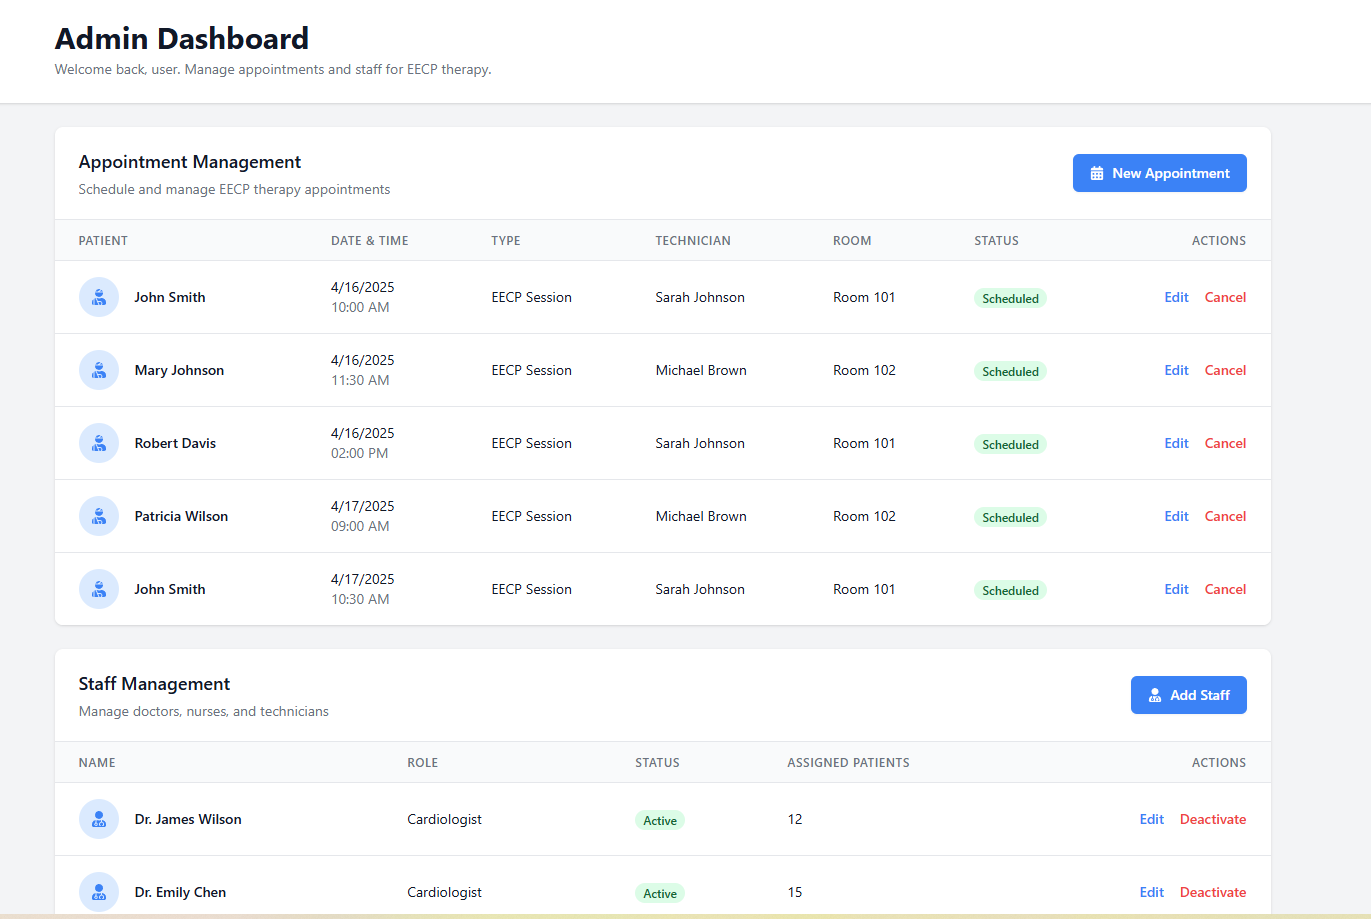 Admin Dashboard
Welcome back, user. Manage appointments and staff for EECP therapy.
Appointment Management
Schedule and manage EECP therapy appointments
New Appointment
PATIENT DATE & TIME TYPE TECHNICIAN ROOM STATUS ACTIONS
John Smith 4/16/2025 10:00 AM EECP Session Sarah Johnson Room 101 Scheduled Edit Cancel
Mary Johnson 4/16/2025 11:30 AM EECP Session Michael Brown Room 102 Scheduled Edit Cancel
Robert Davis 4/16/2025 02:00 PM EECP Session Sarah Johnson Room 101 Scheduled Edit Cancel
Patricia Wilson 4/17/2025 09:00 AM EECP Session Michael Brown Room 102 Scheduled Edit Cancel
John Smith 4/17/2025 10:30 AM EECP Session Sarah Johnson Room 101 Scheduled Edit Cancel
Staff Management
Manage doctors, nurses, and technicians
Add Staff
NAME ROLE STATUS ASSIGNED PATIENTS ACTIONS
Dr. James Wilson Cardiologist Active 12 Edit Deactivate
Dr. Emily Chen Cardiologist Active 15 Edit Deactivate